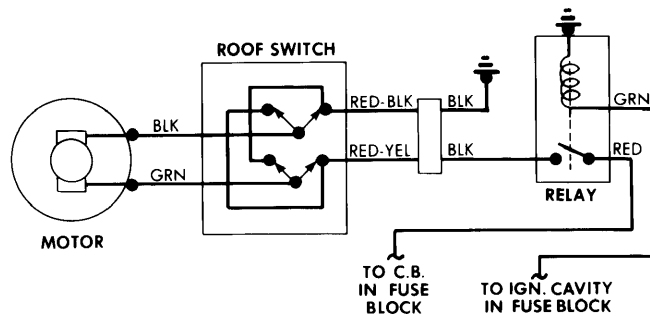 ROOF SWITCH
BLK
GRN
MOTOR
RED-BLK
BLK
RED-YEL
BLK
GRN
RED
RELAY
TO C.B.
IN FUSE
BLOCK
TO IGN. CAVITY
IN FUSE BLOCK